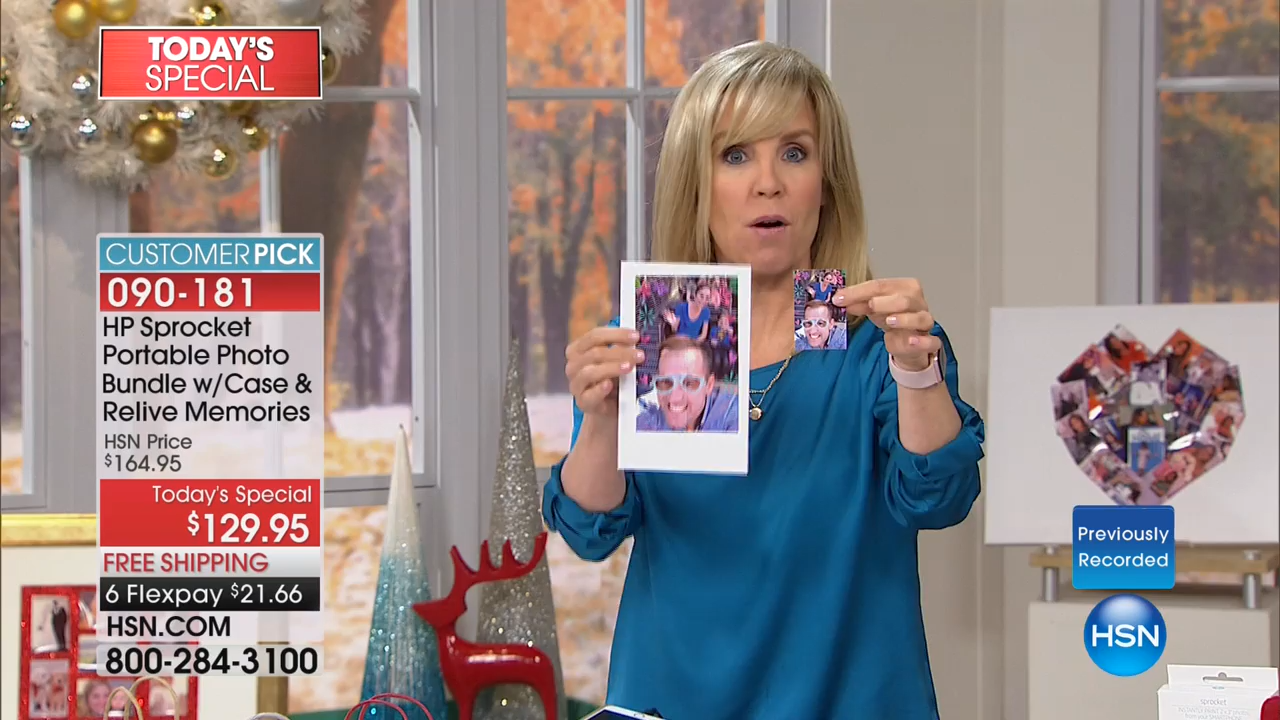 TODAY'S
SPECIAL
CUSTOMER PICK
090-181
HP Sprocket
Portable Photo
Bundle w/Case &
Relive Memories
HSN Price
$164.95
Today's Special
$129.95
FREE SHIPPING
6 Flexpay $21.66
HSN.COM
800-284-3100
Previously
Recorded
HSN
sprocket